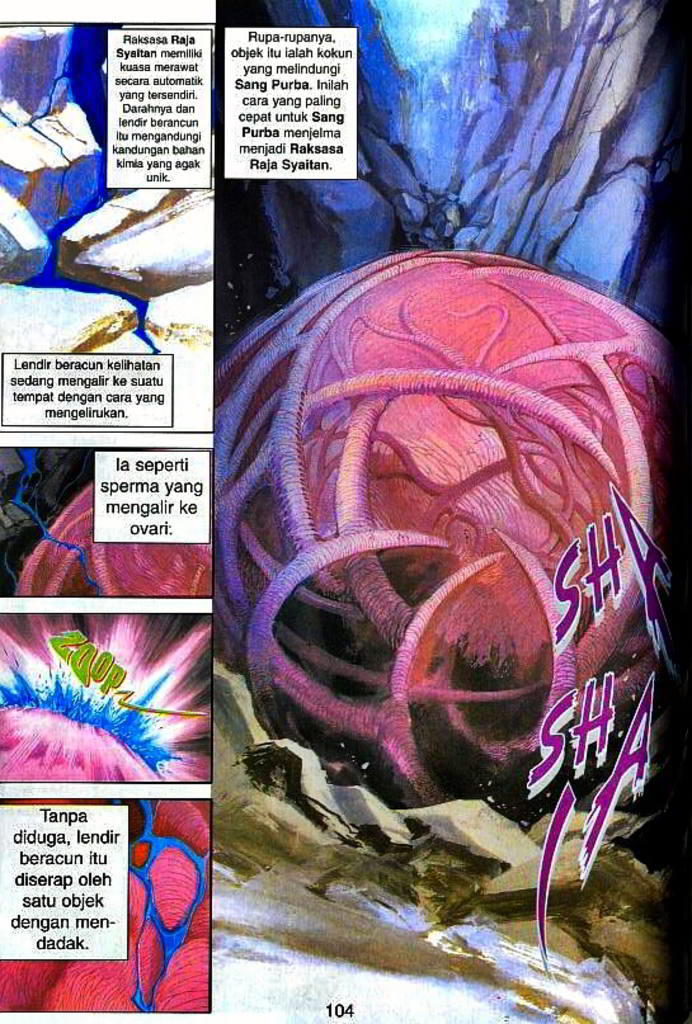 Raksasa Raja
Syaitan memiliki
kuasa merawat
secara automatik
yang tersendiri.
Darahnya dan
lendir berancun
itu mengandungi
kandungan bahan
kimia yang agak
unik.
Lendir beracun kelihatan
sedang mengalir ke suatu
tempat dengan cara yang
mengelirukan.
Ia seperti
sperma yang
mengalir ke
ovari:
ZOOP
Tanpa
diduga, lendir
beracun itu
diserap oleh
satu objek
dengan men-
dadak.
Rupa-rupanya,
objek itu ialah kokun
yang melindungi
Sang Purba. Inilah
cara yang paling
cepat untuk Sang
Purba menjelma
menjadi Raksasa
Raja Syaitan.
SHA
SHA
104